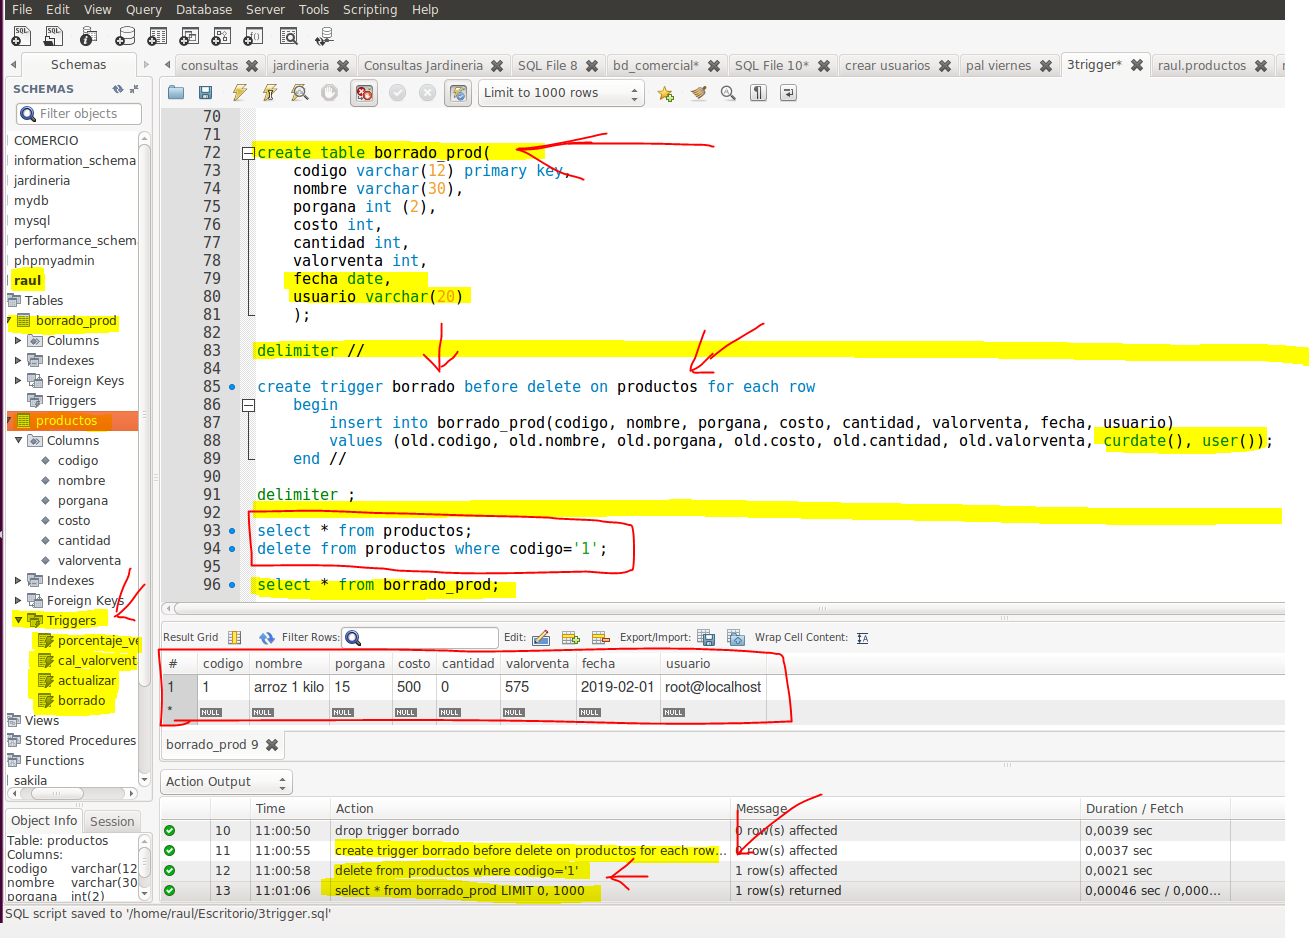 File Edit View Query Database Server Tools Scripting Help
Schemas
consultas jardineria Consultas Jardineria SQL File 8 bd_comercial* SQL File 10* crear usuarios pal viernes 3trigger* raul.productos
SCHEMAS
Limit to 1000 rows
Filter objects
COMERCIO
information_schema
jardineria
mydb
mysql
performance_schem
phpmyadmin
raul
Tables
borrado_prod
Columns
Indexes
Foreign Keys
Triggers
productos
Columns
codigo
nombre
porgana
costo
cantidad
valorventa
Indexes
Foreign Keys
Triggers
porcentaje_ve
cal_valorvent
actualizar
borrado
Views
Stored Procedures
Functions
sakila
Object Info Session
Table: productos
Columns:
codigo varchar(12
nombre varchar(30
porgana int(2)
70
71
72 create table borrado_prod(
73 codigo varchar(12) primary key,
74 nombre varchar(30),
75 porgana int (2),
76 costo int,
77 cantidad int,
78 valorventa int,
79 fecha date,
80 usuario varchar(20)
81 );
82
83 delimiter //
84
85 create trigger borrado before delete on productos for each row
86 begin
87 insert into borrado_prod(codigo, nombre, porgana, costo, cantidad, valorventa, fecha, usuario)
88 values (old.codigo, old.nombre, old.porgana, old.costo, old.cantidad, old.valorventa, curdate(), user());
89 end //
90
91 delimiter ;
92
93 select * from productos;
94 delete from productos where codigo='1';
95
96 select * from borrado_prod;
Result Grid Filter Rows: Edit: Export/Import: Wrap Cell Content:
# codigo nombre porgana costo cantidad valorventa fecha usuario
1 1 arroz 1 kilo 15 500 0 575 2019-02-01 root@localhost
* NULL NULL NULL NULL NULL NULL NULL NULL
borrado_prod 9
Action Output
Time Action Message Duration / Fetch
10 11:00:50 drop trigger borrado 0 row(s) affected 0,0039 sec
11 11:00:55 create trigger borrado before delete on productos for each row... 0 row(s) affected 0,0037 sec
12 11:00:58 delete from productos where codigo='1' 1 row(s) affected 0,0021 sec
13 11:01:06 select * from borrado_prod LIMIT 0, 1000 1 row(s) returned 0,00046 sec / 0,000...
SQL script saved to '/home/raul/Escritorio/3trigger.sql'